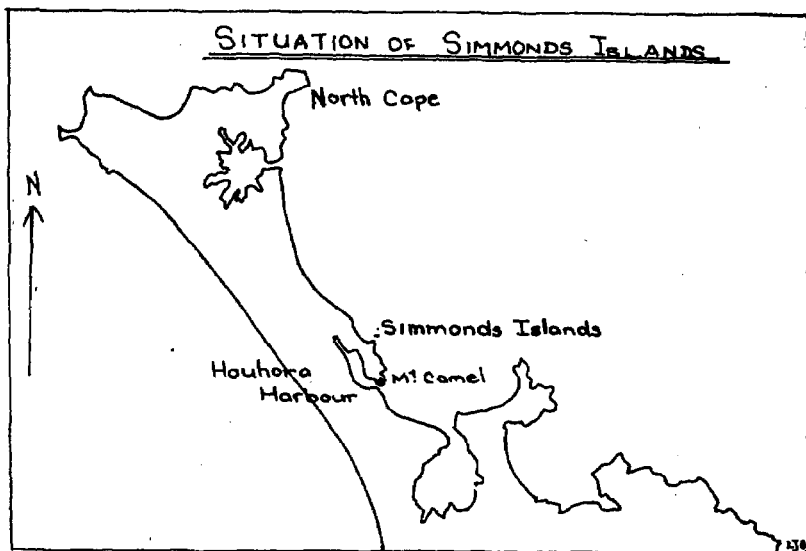 SITUATION OF SIMMONDS ISLANDS
North Cape
N
Simmonds Islands
Houhora
Harbour
Mt Camel